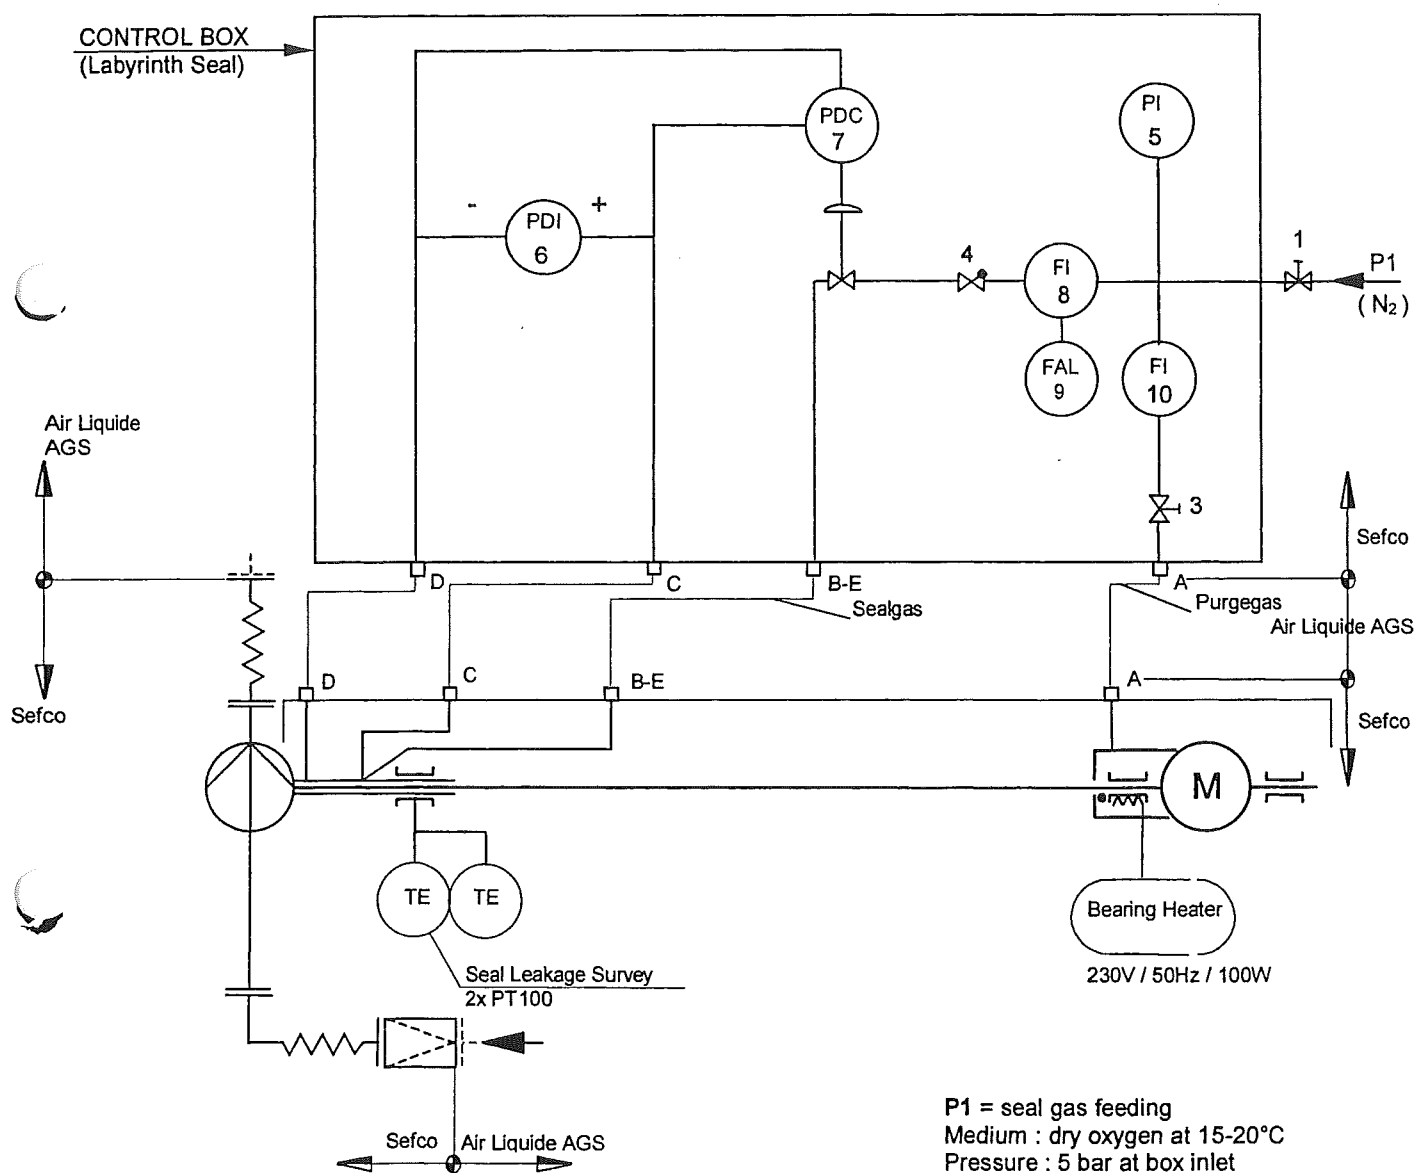 CONTROL BOX
(Labyrinth Seal)
PDC
7
PI
5
-
+
PDI
6
4
FI
8
1
P1
( N₂ )
FAL
9
FI
10
Air Liquide
AGS
3
Sefco
D
C
B-E
A
Sealgas
Purgegas
Air Liquide AGS
D
C
B-E
A
Sefco
Sefco
M
TE
TE
Bearing Heater
Seal Leakage Survey
2x PT100
230V / 50Hz / 100W
P1 = seal gas feeding
Medium : dry oxygen at 15-20°C
Pressure : 5 bar at box inlet
Sefco
Air Liquide AGS